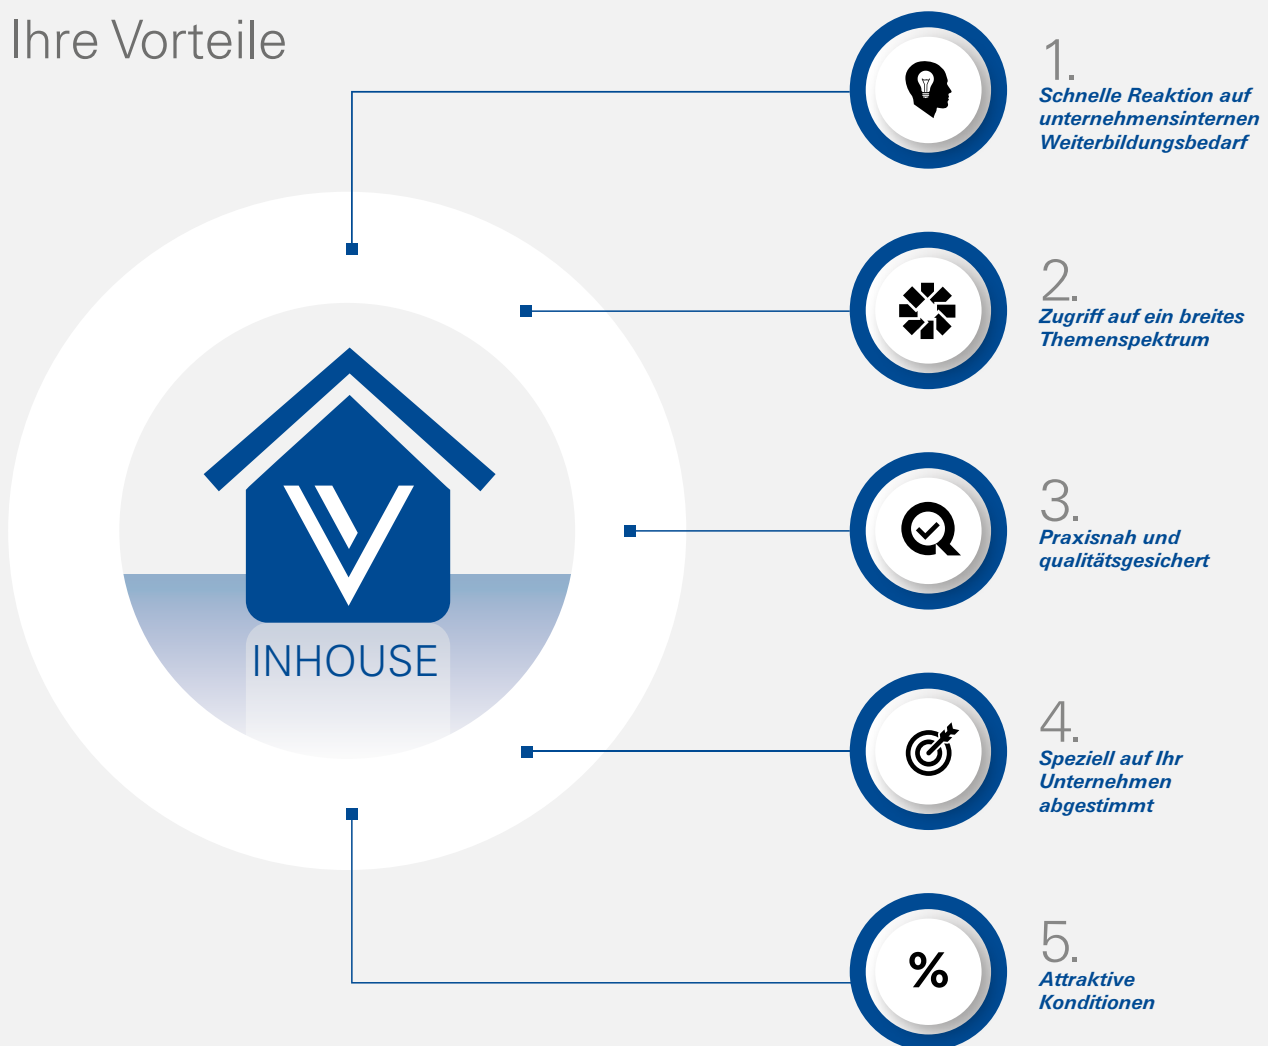 Ihre Vorteile
1.
Schnelle Reaktion auf
unternehmensinternen
Weiterbildungsbedarf
2.
Zugriff auf ein breites
Themenspektrum
3.
Praxisnah und
qualitätsgesichert
INHOUSE
4.
Speziell auf Ihr
Unternehmen
abgestimmt
5.
%
Attraktive
Konditionen